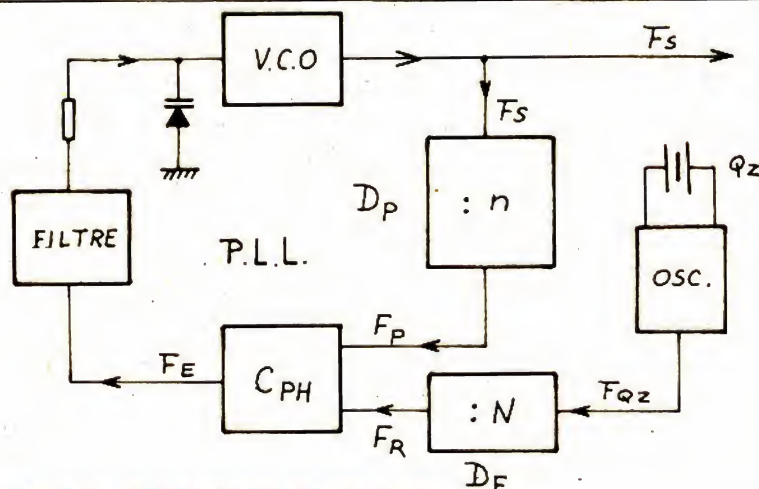 V.C.O
Fs
Fs
Qz
DP
: n
FILTRE
P.L.L.
OSC.
FP
FE
CPH
FQz
: N
FR
DF